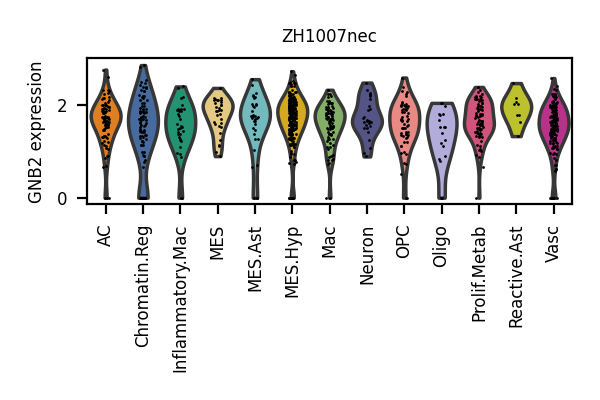 ZH1007nec
GNB2 expression
2
0
AC
Chromatin.Reg
Inflammatory.Mac
MES
MES.Ast
MES.Hyp
Mac
Neuron
OPC
Oligo
Prolif.Metab
Reactive.Ast
Vasc